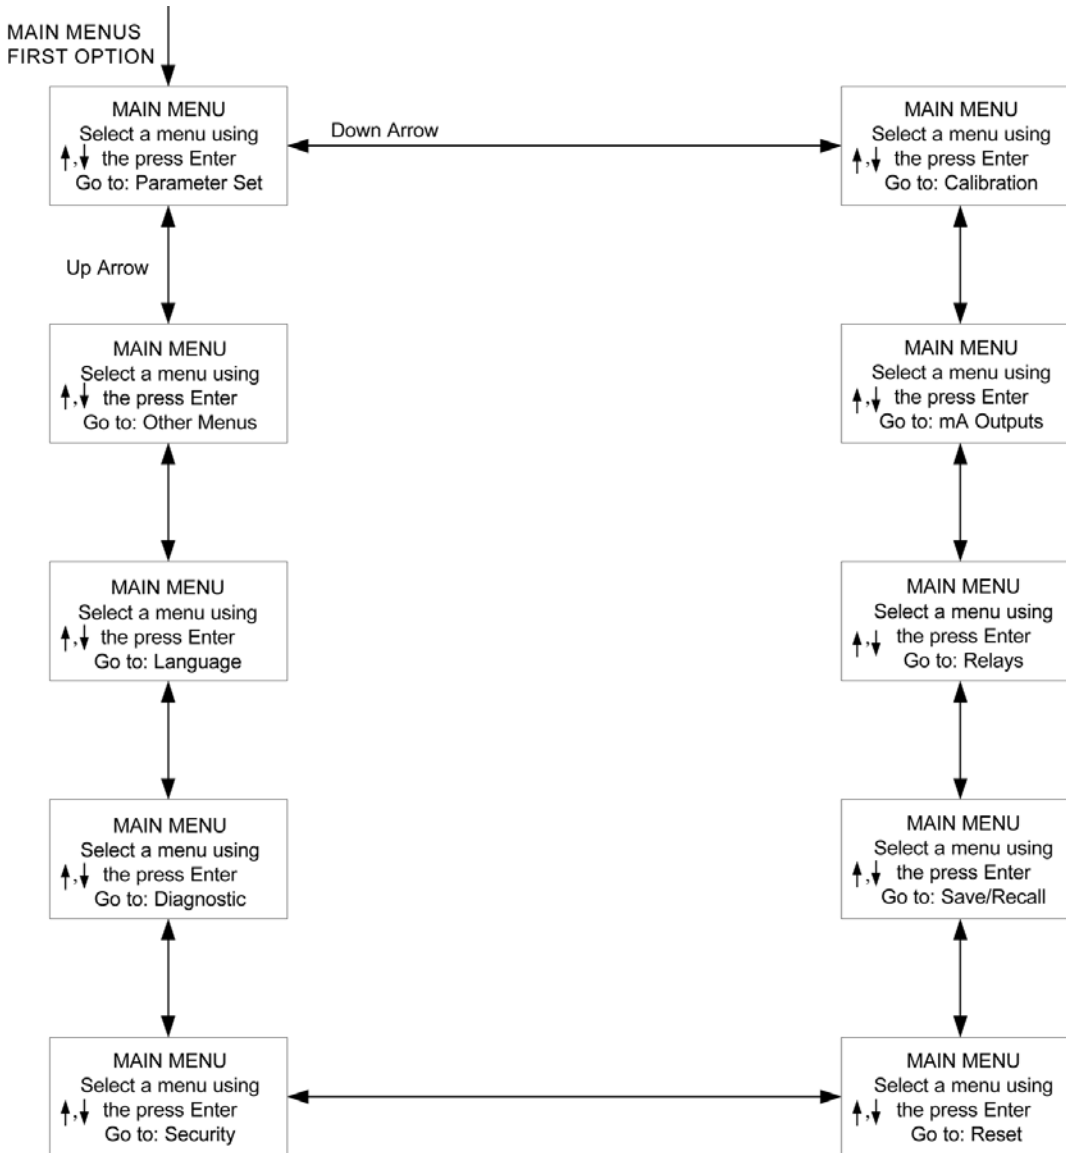 MAIN MENUS
FIRST OPTION
MAIN MENU
Select a menu using
↑,↓ the press Enter
Go to: Parameter Set
Down Arrow
MAIN MENU
Select a menu using
↑,↓ the press Enter
Go to: Calibration
Up Arrow
MAIN MENU
Select a menu using
↑,↓ the press Enter
Go to: Other Menus
MAIN MENU
Select a menu using
↑,↓ the press Enter
Go to: mA Outputs
MAIN MENU
Select a menu using
↑,↓ the press Enter
Go to: Language
MAIN MENU
Select a menu using
↑,↓ the press Enter
Go to: Relays
MAIN MENU
Select a menu using
↑,↓ the press Enter
Go to: Diagnostic
MAIN MENU
Select a menu using
↑,↓ the press Enter
Go to: Save/Recall
MAIN MENU
Select a menu using
↑,↓ the press Enter
Go to: Security
MAIN MENU
Select a menu using
↑,↓ the press Enter
Go to: Reset